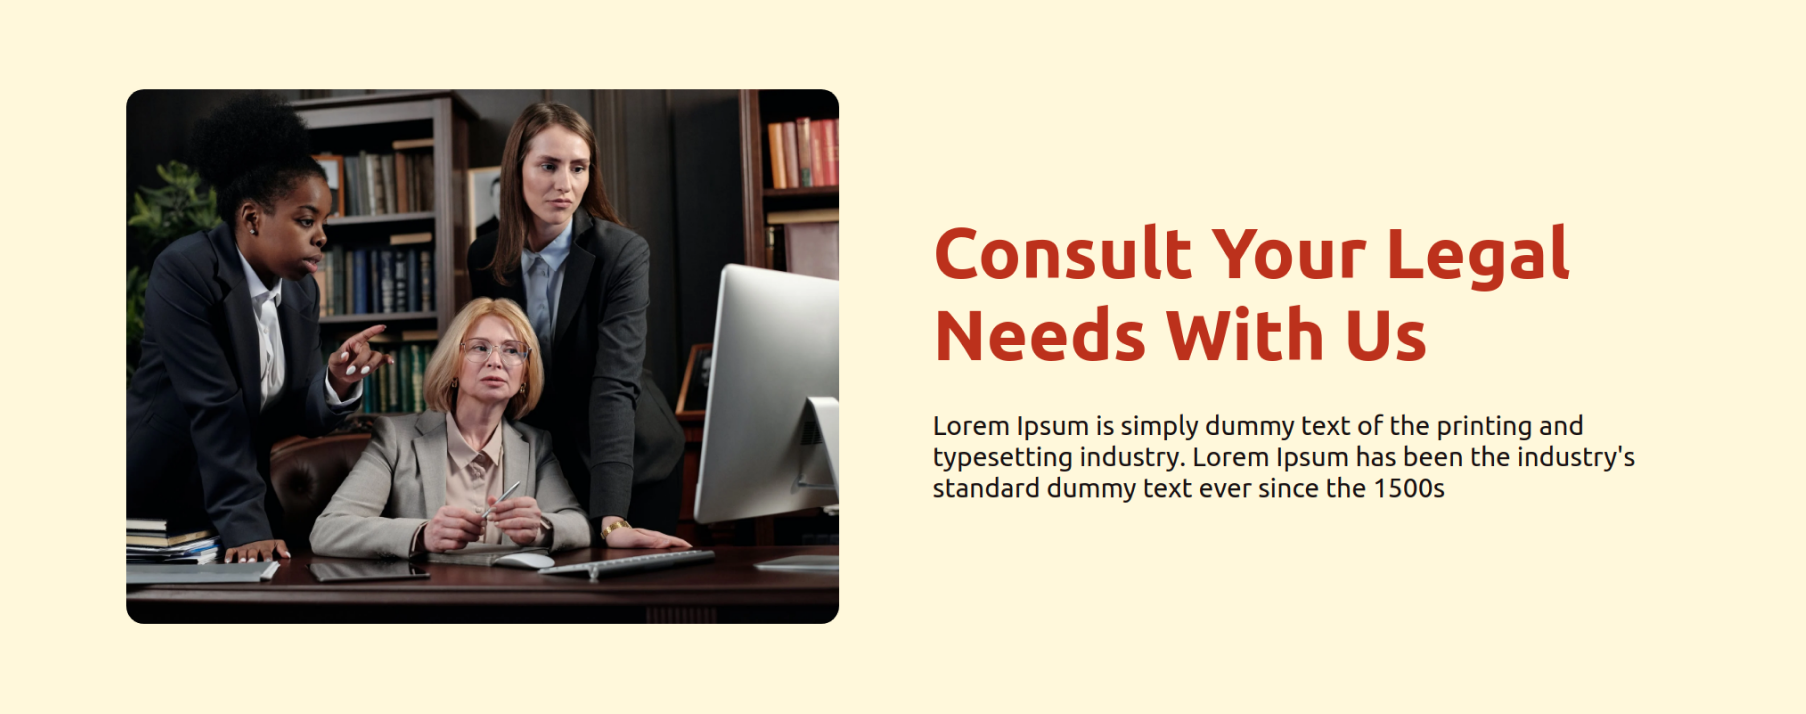 Consult Your Legal
Needs With Us
Lorem Ipsum is simply dummy text of the printing and
typesetting industry. Lorem Ipsum has been the industry's
standard dummy text ever since the 1500s